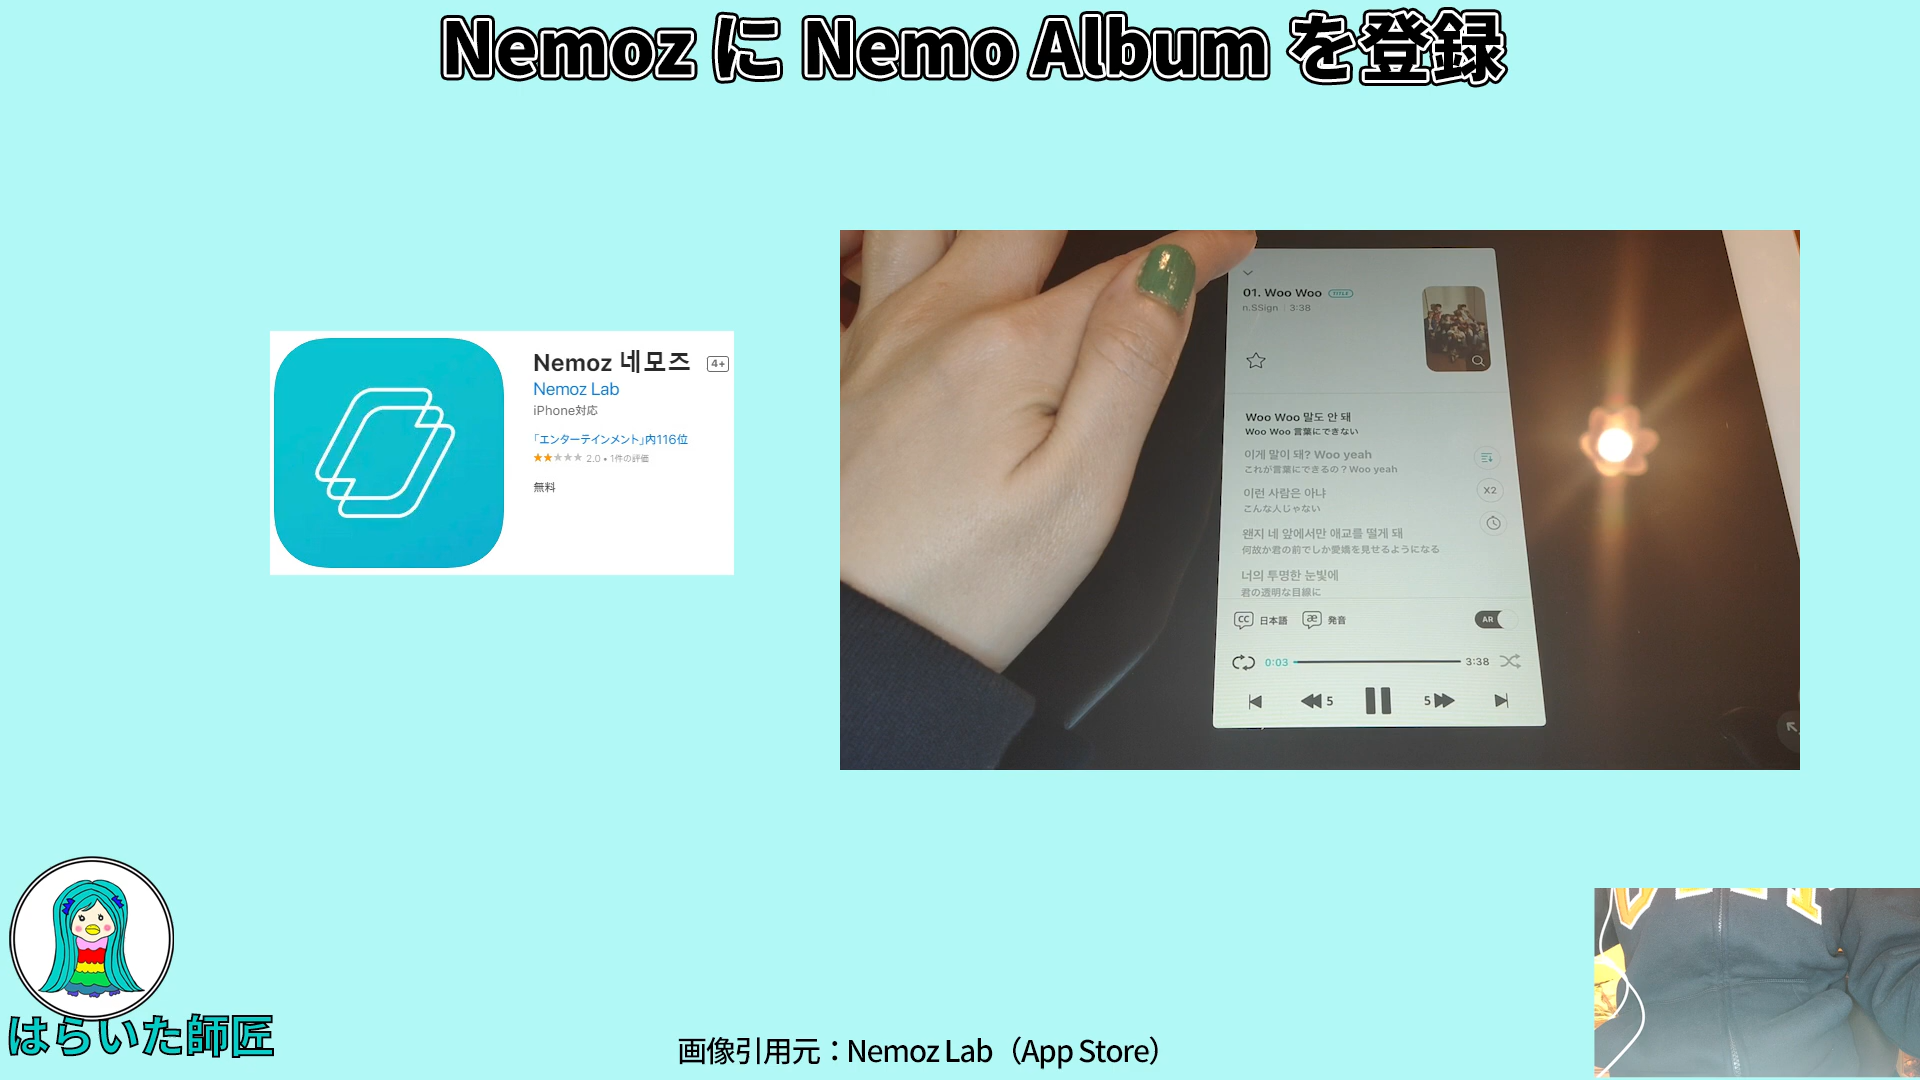 Nemoz に Nemo Album を登録
Nemoz 네모즈 4+
Nemoz Lab
iPhone対応
「エンターテインメント」内116位
★★★★★ 2.0 • 1件の評価
無料
01. Woo Woo TITLE
n.SSign | 3:38
Woo Woo 말도 안 돼
Woo Woo 言葉にできない
이게 말이 돼? Woo yeah
これが言葉にできるの？Woo yeah
이런 사람은 아냐
こんな人じゃない
X2
왠지 네 앞에서만 애교를 떨게 돼
何故か君の前でしか愛嬌を見せるようになる
너의 투명한 눈빛에
君の透明な目線に
CC 日本語 æ 発音 AR
0:03 3:38
5 5
はらいた師匠
画像引用元：Nemoz Lab（App Store）